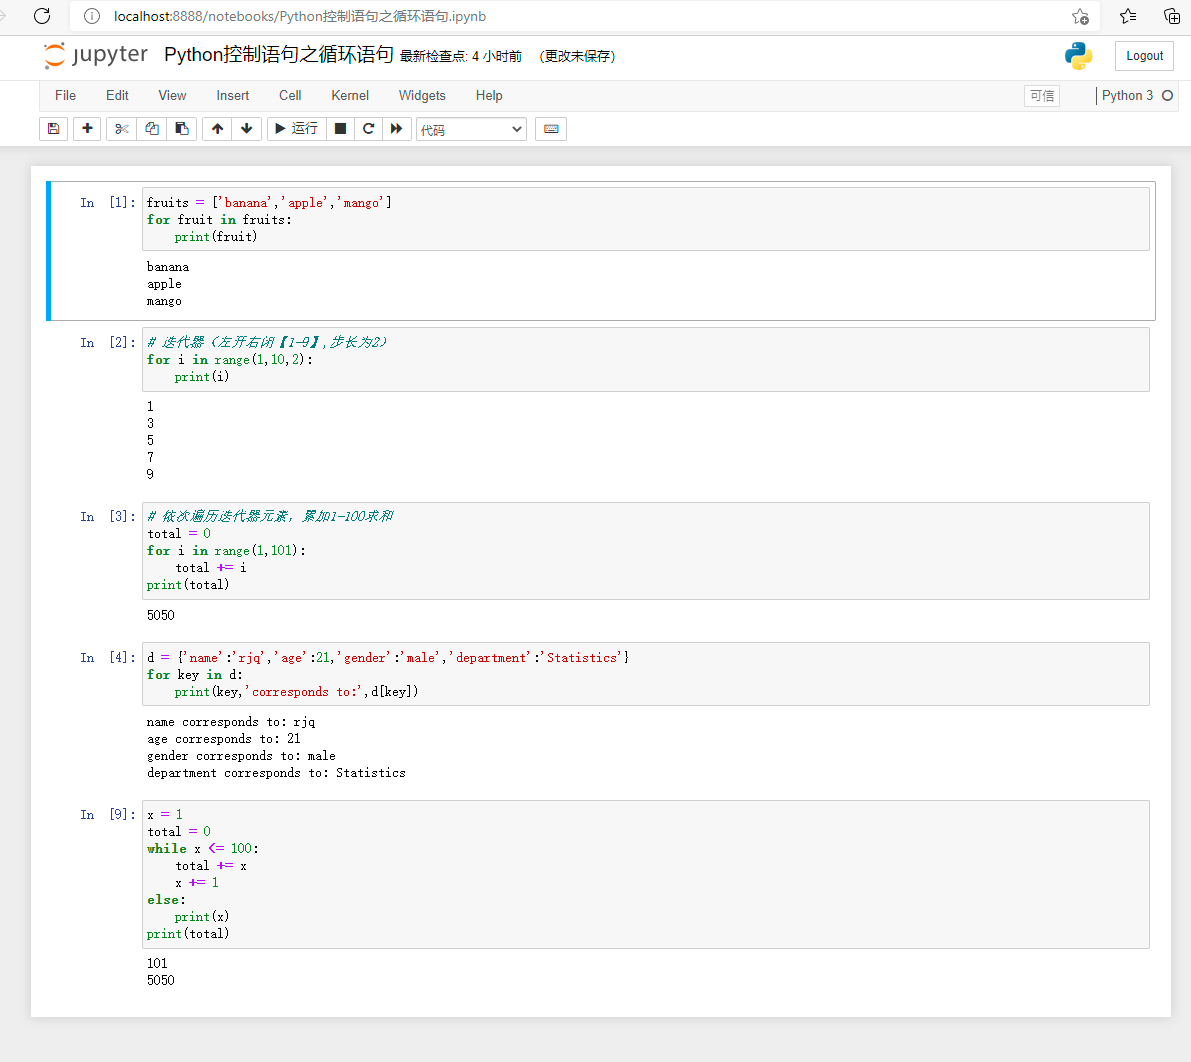 localhost:8888/notebooks/Python控制语句之循环语句.ipynb
jupyter Python控制语句之循环语句 最新检查点: 4 小时前 (更改未保存)
Logout
File Edit View Insert Cell Kernel Widgets Help 可信 Python 3
运行 代码
In [1]: fruits = ['banana','apple','mango']
for fruit in fruits:
    print(fruit)
banana
apple
mango
In [2]: # 迭代器（左开右闭【1-9】,步长为2）
for i in range(1,10,2):
    print(i)
1
3
5
7
9
In [3]: # 依次遍历迭代器元素，累加1-100求和
total = 0
for i in range(1,101):
    total += i
print(total)
5050
In [4]: d = {'name':'rjq','age':21,'gender':'male','department':'Statistics'}
for key in d:
    print(key,'corresponds to:',d[key])
name corresponds to: rjq
age corresponds to: 21
gender corresponds to: male
department corresponds to: Statistics
In [9]: x = 1
total = 0
while x <= 100:
    total += x
    x += 1
else:
    print(x)
print(total)
101
5050